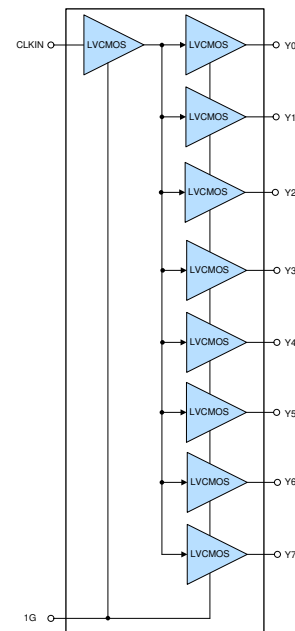 CLKIN
LVCMOS
LVCMOS
Y0
LVCMOS
Y1
LVCMOS
Y2
LVCMOS
Y3
LVCMOS
Y4
LVCMOS
Y5
LVCMOS
Y6
LVCMOS
Y7
1G